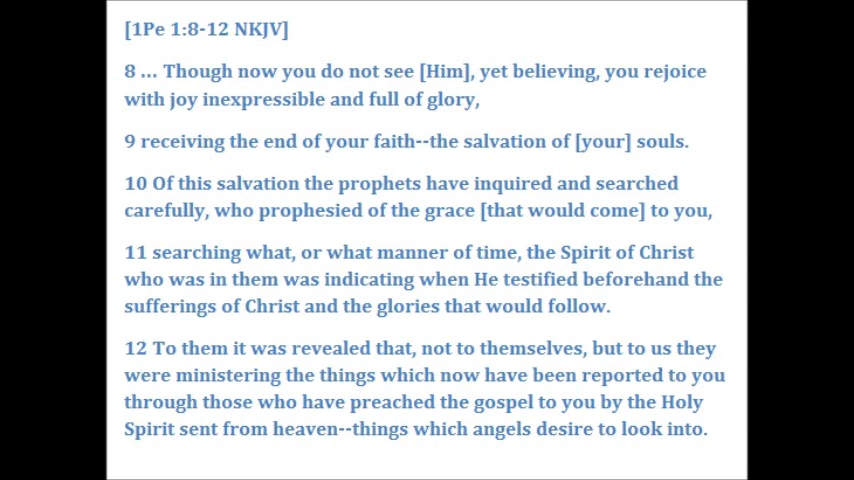 [1Pe 1:8-12 NKJV]
8 ... Though now you do not see [Him], yet believing, you rejoice
with joy inexpressible and full of glory,
9 receiving the end of your faith--the salvation of [your] souls.
10 Of this salvation the prophets have inquired and searched
carefully, who prophesied of the grace [that would come] to you,
11 searching what, or what manner of time, the Spirit of Christ
who was in them was indicating when He testified beforehand the
sufferings of Christ and the glories that would follow.
12 To them it was revealed that, not to themselves, but to us they
were ministering the things which now have been reported to you
through those who have preached the gospel to you by the Holy
Spirit sent from heaven--things which angels desire to look into.